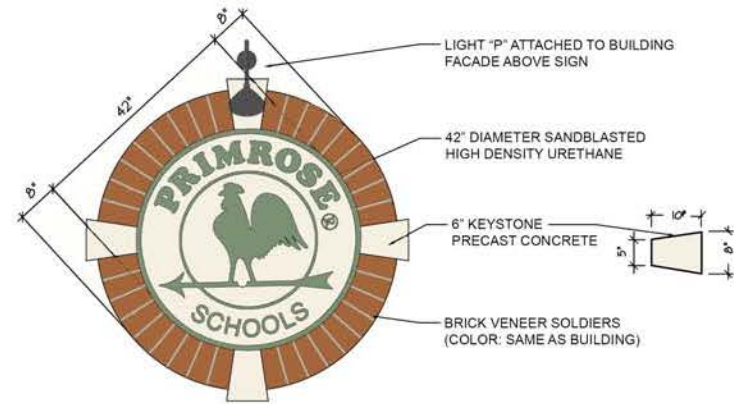 8"
LIGHT "P" ATTACHED TO BUILDING
FACADE ABOVE SIGN
42"
42" DIAMETER SANDBLASTED
HIGH DENSITY URETHANE
PRIMROSE®
8"
6" KEYSTONE
PRECAST CONCRETE
10"
5"
8"
SCHOOLS
BRICK VENEER SOLDIERS
(COLOR: SAME AS BUILDING)